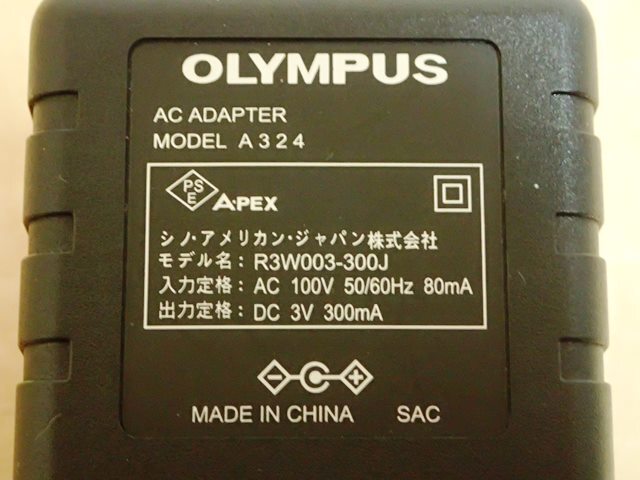 OLYMPUS
AC ADAPTER
MODEL A324
PSE A·PEX
シノ·アメリカン·ジャパン株式会社
モデル名: R3W003-300J
入力定格: AC 100V 50/60Hz 80mA
出力定格: DC 3V 300mA
MADE IN CHINA SAC